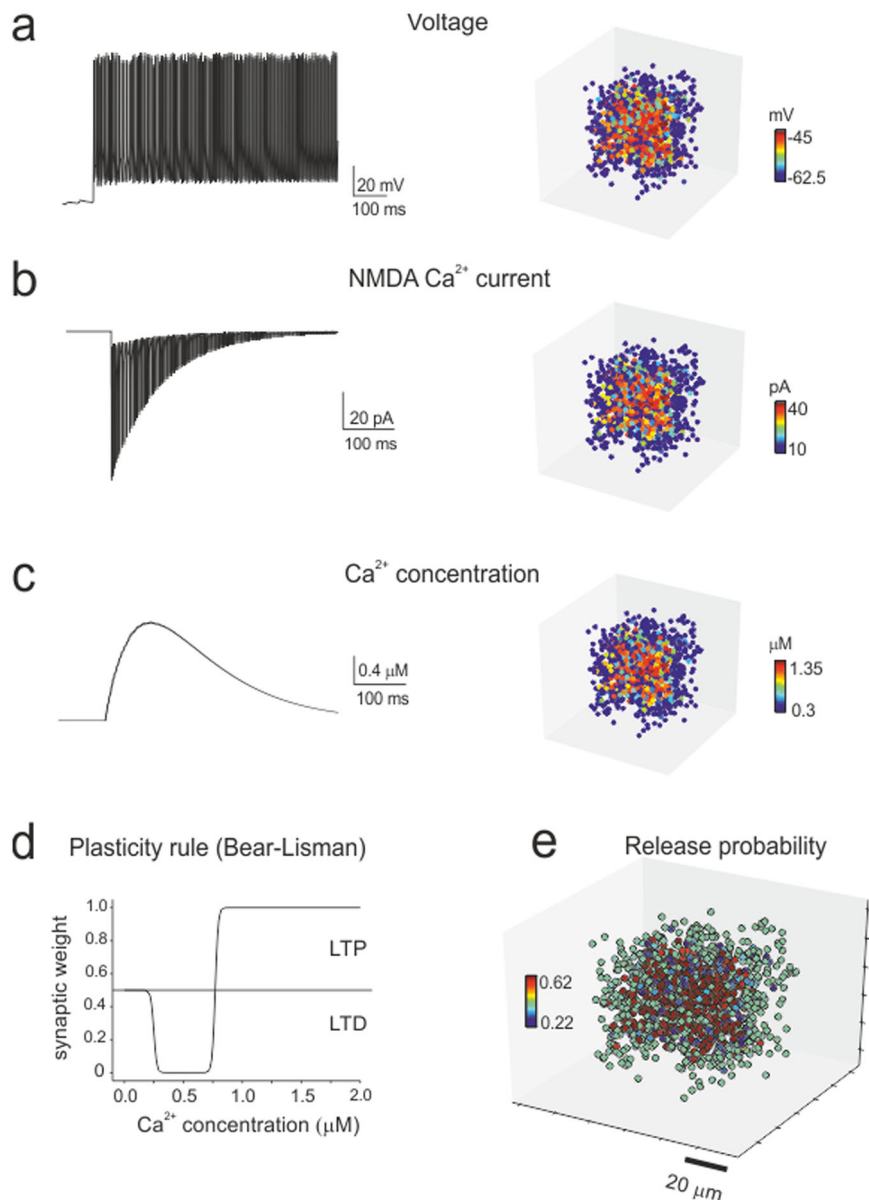 a
Voltage
20 mV
100 ms
mV
-45
-62.5
b
NMDA Ca²⁺ current
20 pA
100 ms
pA
40
10
c
Ca²⁺ concentration
0.4 µM
100 ms
µM
1.35
0.3
d
Plasticity rule (Bear-Lisman)
synaptic weight
1.0
0.8
0.6
0.4
0.2
0
LTP
LTD
0.0 0.5 1.0 1.5 2.0
Ca²⁺ concentration (µM)
e
Release probability
0.62
0.22
20 µm